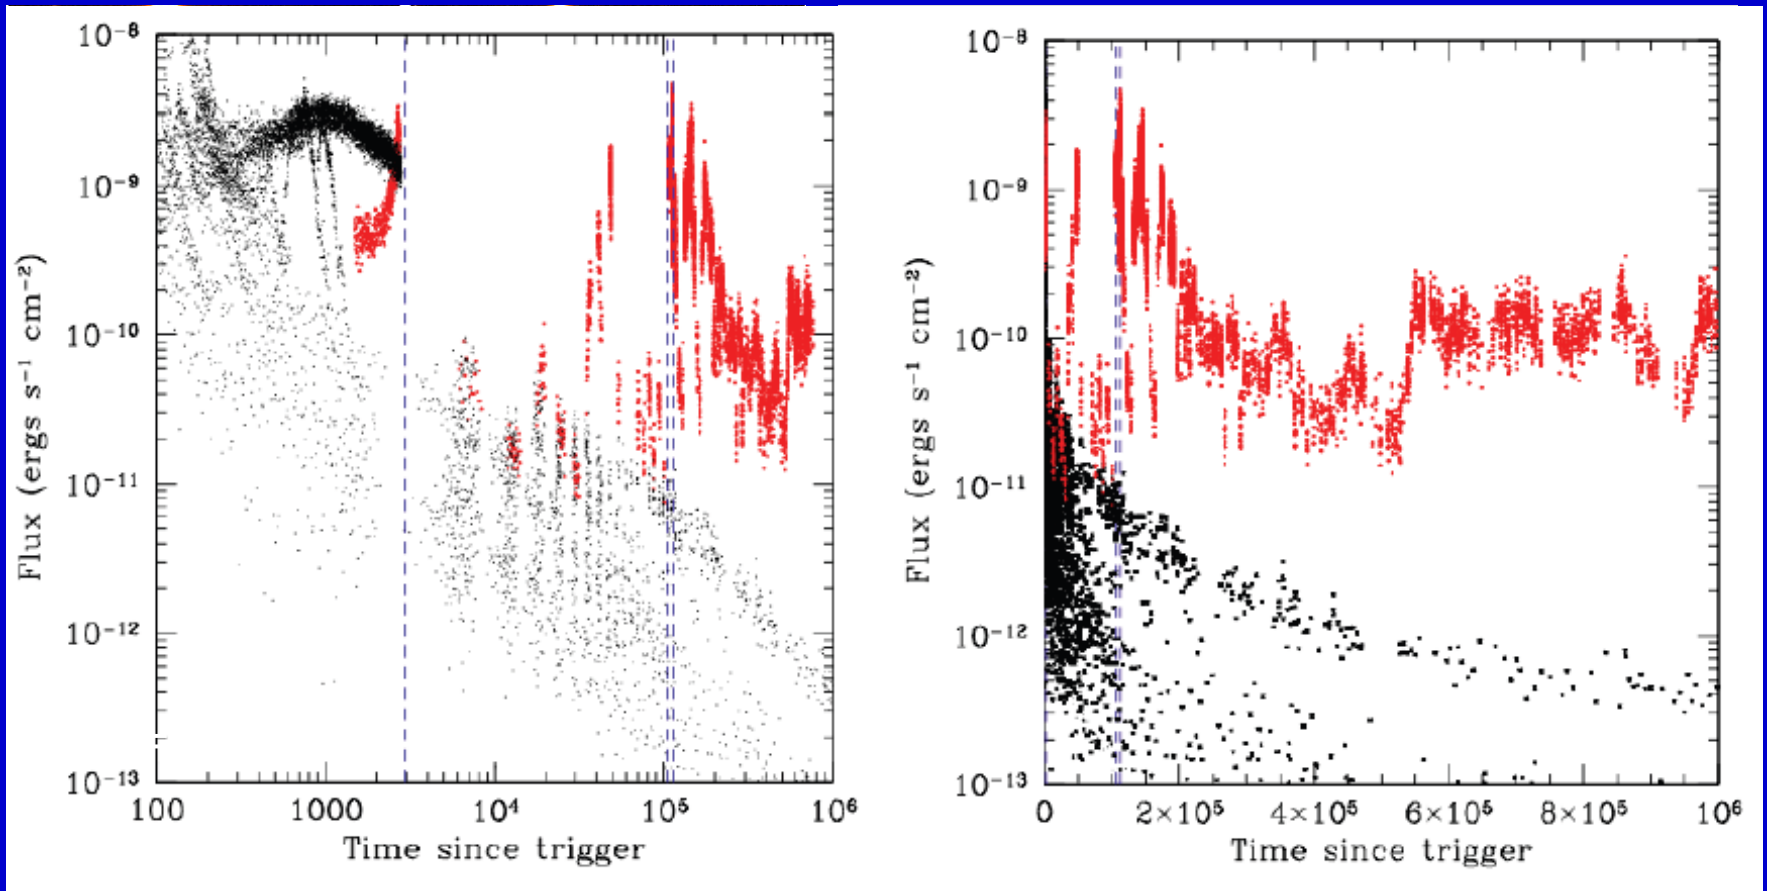 10⁻⁸
10⁻⁹
10⁻¹⁰
10⁻¹¹
10⁻¹²
10⁻¹³
Flux (ergs s⁻¹ cm⁻²)
100 1000 10⁴ 10⁵ 10⁶
Time since trigger
10⁻⁸
10⁻⁹
10⁻¹⁰
10⁻¹¹
10⁻¹²
10⁻¹³
Flux (ergs s⁻¹ cm⁻²)
0 2×10⁵ 4×10⁵ 6×10⁵ 8×10⁵ 10⁶
Time since trigger